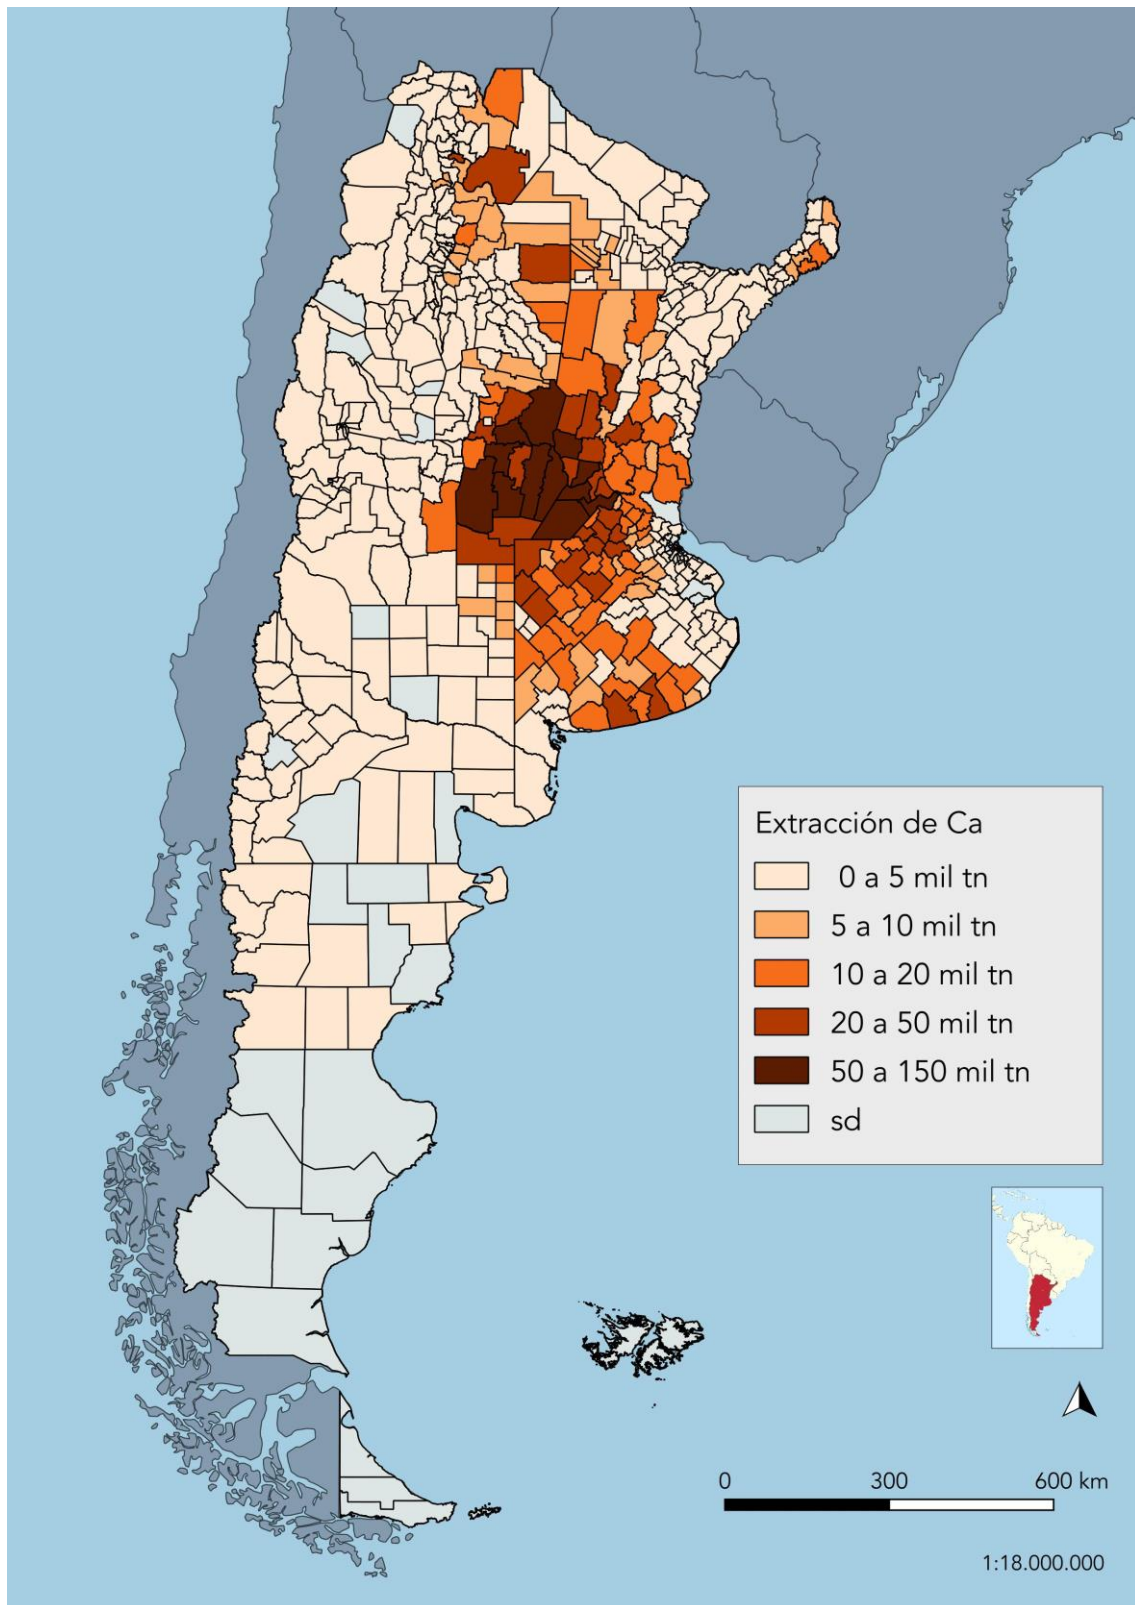 Extracción de Ca
0 a 5 mil tn
5 a 10 mil tn
10 a 20 mil tn
20 a 50 mil tn
50 a 150 mil tn
sd
0 300 600 km
1:18.000.000